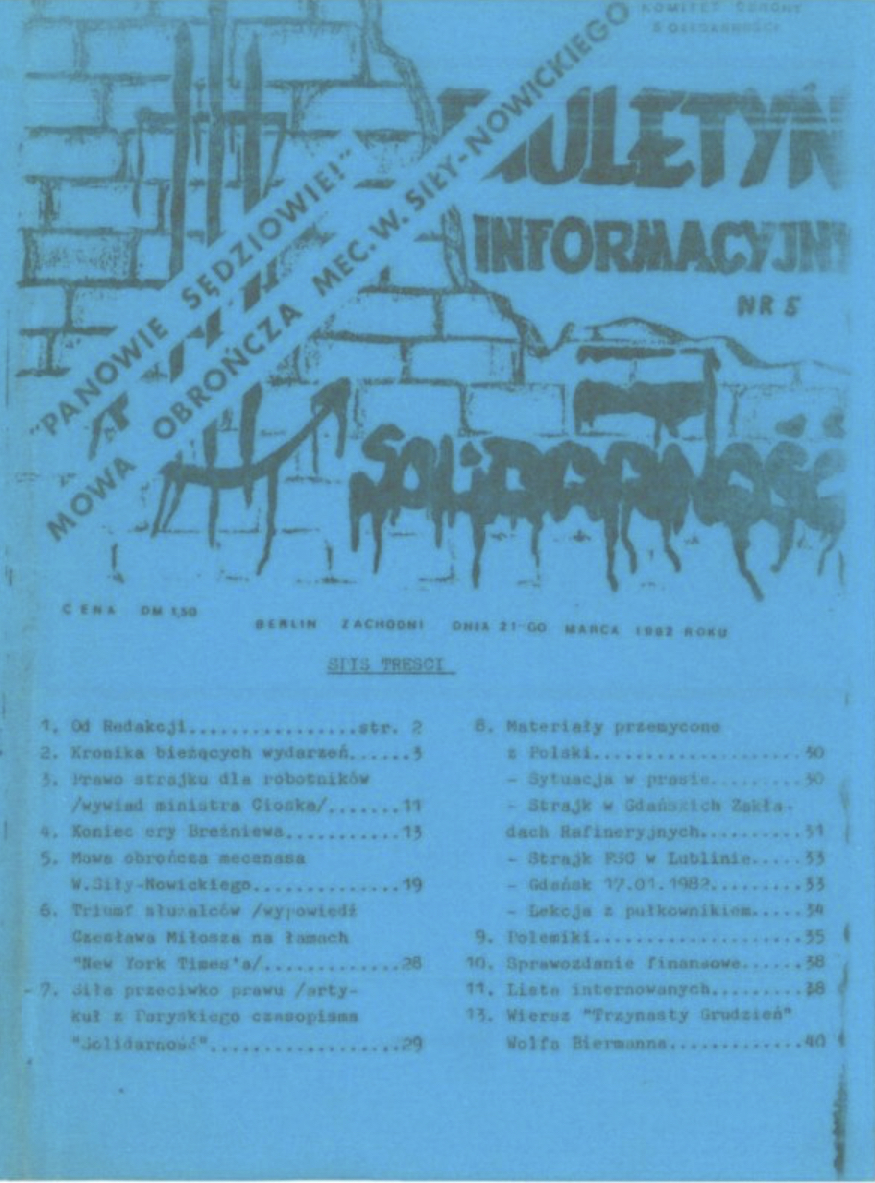 KOMITET OBRONY
SOLIDARNOŚCI
BIULETYN
INFORMACYJNY
NR 5
"PANOWIE SĘDZIOWIE!"
MOWA OBROŃCZA MEC. W. SIŁY-NOWICKIEGO
SOLIDARNOŚĆ
CENA DM 1,50
BERLIN ZACHODNI DNIA 21-GO MARCA 1982 ROKU
SPIS TRESCI
1. Od Redakcji................str. 2
2. Kronika bieżących wydarzeń......3
3. Prawo strajku dla robotników
/wywiad ministra Cioska/.......11
4. Koniec ery Breżniewa...........13
5. Mowa obrończa mecenasa
W.Siły-Nowickiego..............19
6. Triumf służalców /wypowiedź
Czesława Miłosza na łamach
"New York Times'a/.............28
7. Siła przeciwko prawu /arty-
kuł z Paryskiego czasopisma
"Solidarność"..................29
8. Materiały przemycone
z Polski....................30
- Sytuacja w prasie.........30
- Strajk w Gdańskich Zakła-
dach Rafineryjnych..........31
- Strajk FSC w Lublinie.....33
- Gdańsk 17.01.1982.........33
- Lekcja z pułkownikiem.....34
9. Polemiki....................35
10. Sprawozdanie finansowe......38
11. Lista internowanych.........38
13. Wiersz "Trzynasty Grudzień"
Wolfa Biermanna.............40